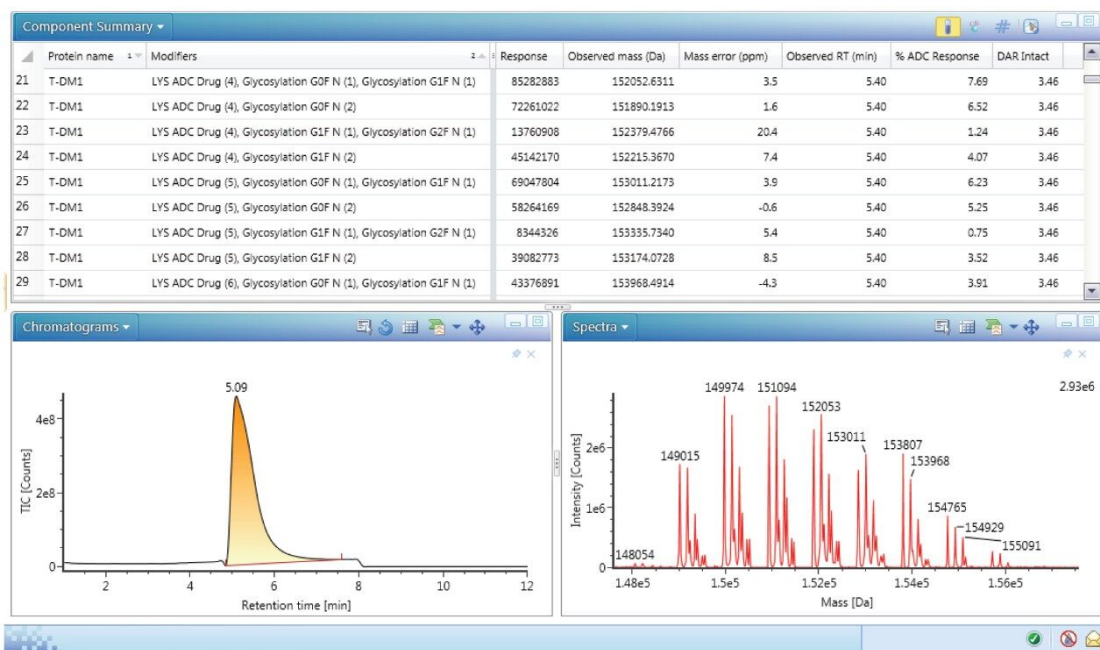 Component Summary
Protein name 1 Modifiers 2 Response Observed mass (Da) Mass error (ppm) Observed RT (min) % ADC Response DAR Intact
21 T-DM1 LYS ADC Drug (4), Glycosylation G0F N (1), Glycosylation G1F N (1) 85282883 152052.6311 3.5 5.40 7.69 3.46
22 T-DM1 LYS ADC Drug (4), Glycosylation G0F N (2) 72261022 151890.1913 1.6 5.40 6.52 3.46
23 T-DM1 LYS ADC Drug (4), Glycosylation G1F N (1), Glycosylation G2F N (1) 13760908 152379.4766 20.4 5.40 1.24 3.46
24 T-DM1 LYS ADC Drug (4), Glycosylation G1F N (2) 45142170 152215.3670 7.4 5.40 4.07 3.46
25 T-DM1 LYS ADC Drug (5), Glycosylation G0F N (1), Glycosylation G1F N (1) 69047804 153011.2173 3.9 5.40 6.23 3.46
26 T-DM1 LYS ADC Drug (5), Glycosylation G0F N (2) 58264169 152848.3924 -0.6 5.40 5.25 3.46
27 T-DM1 LYS ADC Drug (5), Glycosylation G1F N (1), Glycosylation G2F N (1) 8344326 153335.7340 5.4 5.40 0.75 3.46
28 T-DM1 LYS ADC Drug (5), Glycosylation G1F N (2) 39082773 153174.0728 8.5 5.40 3.52 3.46
29 T-DM1 LYS ADC Drug (6), Glycosylation G0F N (1), Glycosylation G1F N (1) 43376891 153968.4914 -4.3 5.40 3.91 3.46
Chromatograms
5.09
4e8
2e8
0
TIC [Counts]
2 4 6 8 10 12
Retention time [min]
Spectra
2.93e6
149974 151094
152053
153011
153807
153968
149015
154765
154929
155091
148054
2e6
1e6
0
Intensity [Counts]
1.48e5 1.5e5 1.52e5 1.54e5 1.56e5
Mass [Da]